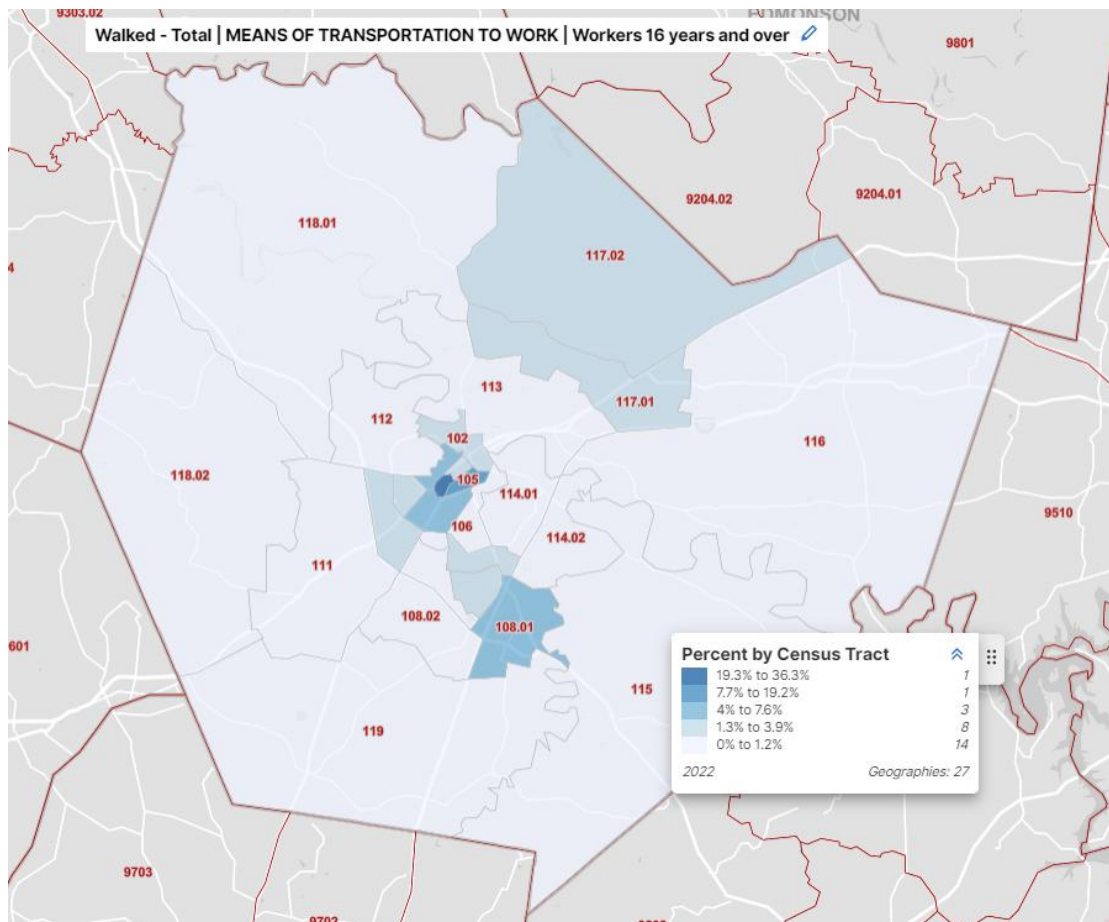 EDMONSON
9303.02
Walked - Total | MEANS OF TRANSPORTATION TO WORK | Workers 16 years and over
9801
9204.02
9204.01
118.01
117.02
4
113
117.01
112
102
116
118.02
105
114.01
9510
106
114.02
111
108.02
108.01
601
115
119
Percent by Census Tract
19.3% to 36.3% 1
7.7% to 19.2% 1
4% to 7.6% 3
1.3% to 3.9% 8
0% to 1.2% 14
2022 Geographies: 27
9703
9702